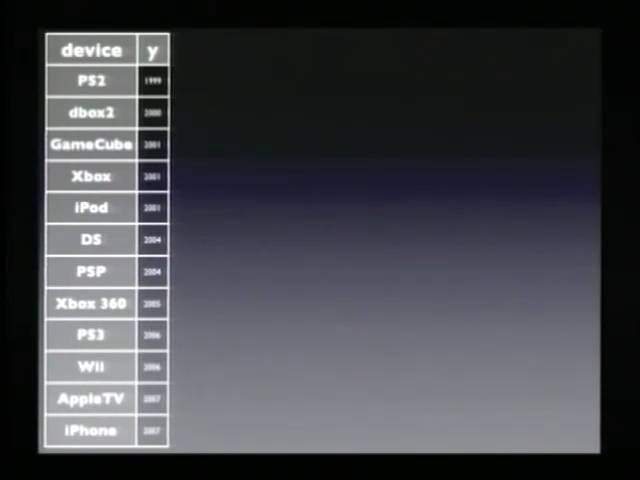 device y
PS2 1999
dbox2 2000
GameCube 2001
Xbox 2001
iPod 2001
DS 2004
PSP 2004
Xbox 360 2005
PS3 2006
Wii 2006
AppleTV 2007
iPhone 2007